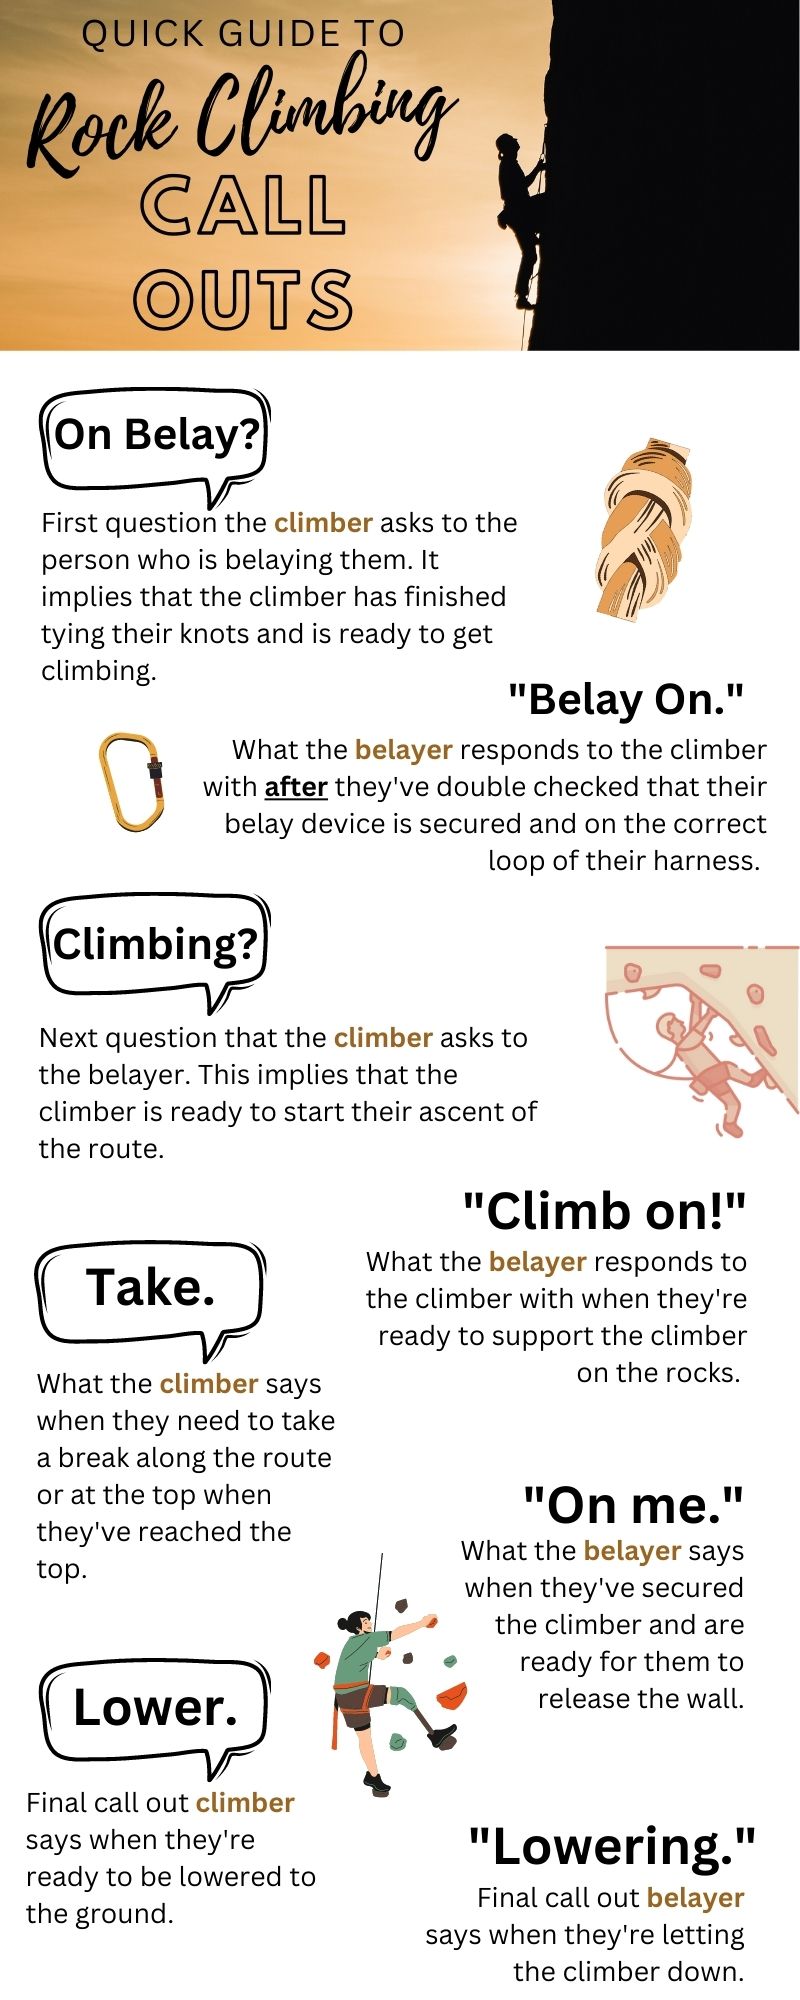 QUICK GUIDE TO
Rock Climbing
CALL
OUTS
On Belay?
First question the climber asks to the
person who is belaying them. It
implies that the climber has finished
tying their knots and is ready to get
climbing.
"Belay On."
What the belayer responds to the climber
with after they've double checked that their
belay device is secured and on the correct
loop of their harness.
Climbing?
Next question that the climber asks to
the belayer. This implies that the
climber is ready to start their ascent of
the route.
"Climb on!"
What the belayer responds to
the climber with when they're
ready to support the climber
on the rocks.
Take.
What the climber says
when they need to take
a break along the route
or at the top when
they've reached the
top.
"On me."
What the belayer says
when they've secured
the climber and are
ready for them to
release the wall.
Lower.
Final call out climber
says when they're
ready to be lowered to
the ground.
"Lowering."
Final call out belayer
says when they're letting
the climber down.